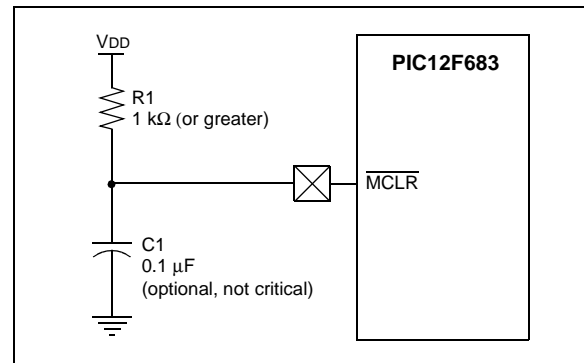 VDD
PIC12F683
R1
1 kΩ (or greater)
MCLR
C1
0.1 μF
(optional, not critical)